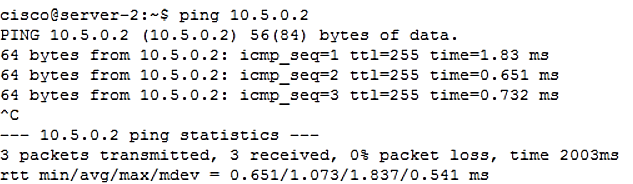 cisco@server-2:~$ ping 10.5.0.2
PING 10.5.0.2 (10.5.0.2) 56(84) bytes of data.
64 bytes from 10.5.0.2: icmp_seq=1 ttl=255 time=1.83 ms
64 bytes from 10.5.0.2: icmp_seq=2 ttl=255 time=0.651 ms
64 bytes from 10.5.0.2: icmp_seq=3 ttl=255 time=0.732 ms
^C
--- 10.5.0.2 ping statistics ---
3 packets transmitted, 3 received, 0% packet loss, time 2003ms
rtt min/avg/max/mdev = 0.651/1.073/1.837/0.541 ms